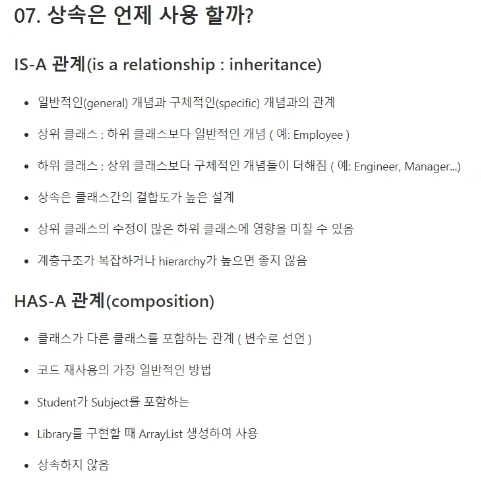 07. 상속은 언제 사용 할까?
IS-A 관계(is a relationship : inheritance)
• 일반적인(general) 개념과 구체적인(specific) 개념과의 관계
• 상위 클래스 : 하위 클래스보다 일반적인 개념 ( 예: Employee )
• 하위 클래스 : 상위 클래스보다 구체적인 개념들이 더해짐 ( 예: Engineer, Manager...)
• 상속은 클래스간의 결합도가 높은 설계
• 상위 클래스의 수정이 많은 하위 클래스에 영향을 미칠 수 있음
• 계층구조가 복잡하거나 hierarchy가 높으면 좋지 않음
HAS-A 관계(composition)
• 클래스가 다른 클래스를 포함하는 관계 ( 변수로 선언 )
• 코드 재사용의 가장 일반적인 방법
• Student가 Subject를 포함하는
• Library를 구현할 때 ArrayList 생성하여 사용
• 상속하지 않음